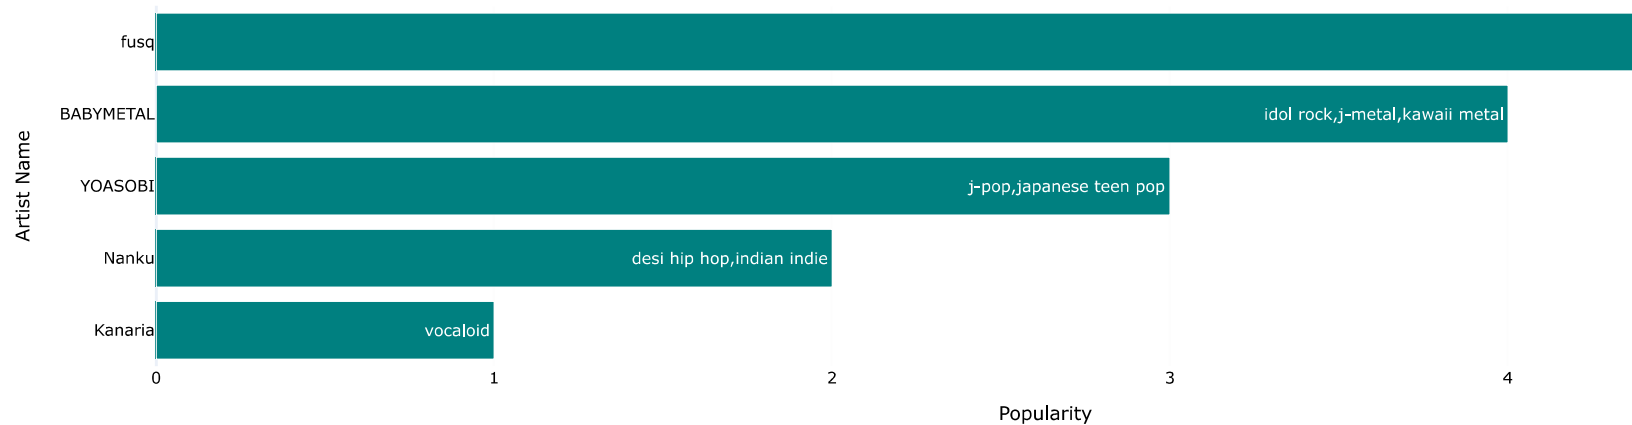 fusq
BABYMETAL
idol rock,j-metal,kawaii metal
YOASOBI
j-pop,japanese teen pop
Nanku
desi hip hop,indian indie
Kanaria
vocaloid
0 1 2 3 4
Popularity
Artist Name